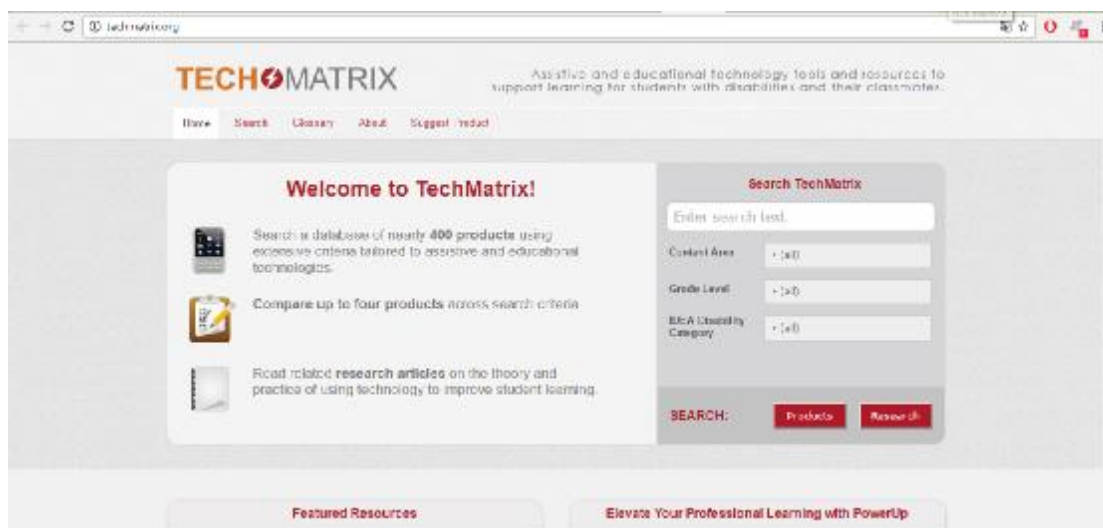 techmatrix.org
TECHMATRIX
Assistive and educational technology tools and resources to
support learning for students with disabilities and their classmates.
Home Search Glossary About Suggest Product
Welcome to TechMatrix!
Search a database of nearly 400 products using
extensive criteria tailored to assistive and educational
technologies.
Compare up to four products across search criteria
Read related research articles on the theory and
practice of using technology to improve student learning.
Search TechMatrix
Enter search text.
Content Area
(all)
Grade Level
(all)
IDEA Disability
Category
(all)
SEARCH: Products Research
Featured Resources
Elevate Your Professional Learning with PowerUp